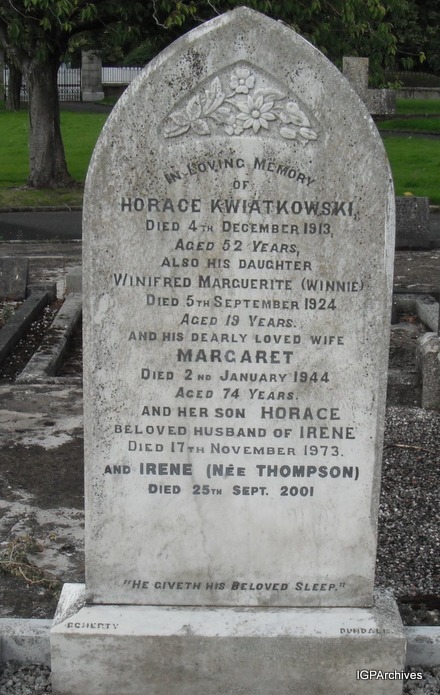 IN LOVING MEMORY
OF
HORACE KWIATKOWSKI,
DIED 4TH DECEMBER 1913,
AGED 52 YEARS,
ALSO HIS DAUGHTER
WINIFRED MARGUERITE (WINNIE)
DIED 5TH SEPTEMBER 1924
AGED 19 YEARS.
AND HIS DEARLY LOVED WIFE
MARGARET
DIED 2ND JANUARY 1944
AGED 74 YEARS.
AND HER SON HORACE
BELOVED HUSBAND OF IRENE
DIED 17TH NOVEMBER 1973.
AND IRENE (NÉE THOMPSON)
DIED 25TH SEPT. 2001
"HE GIVETH HIS BELOVED SLEEP."
DOHERTY DUNDALK
IGPArchives